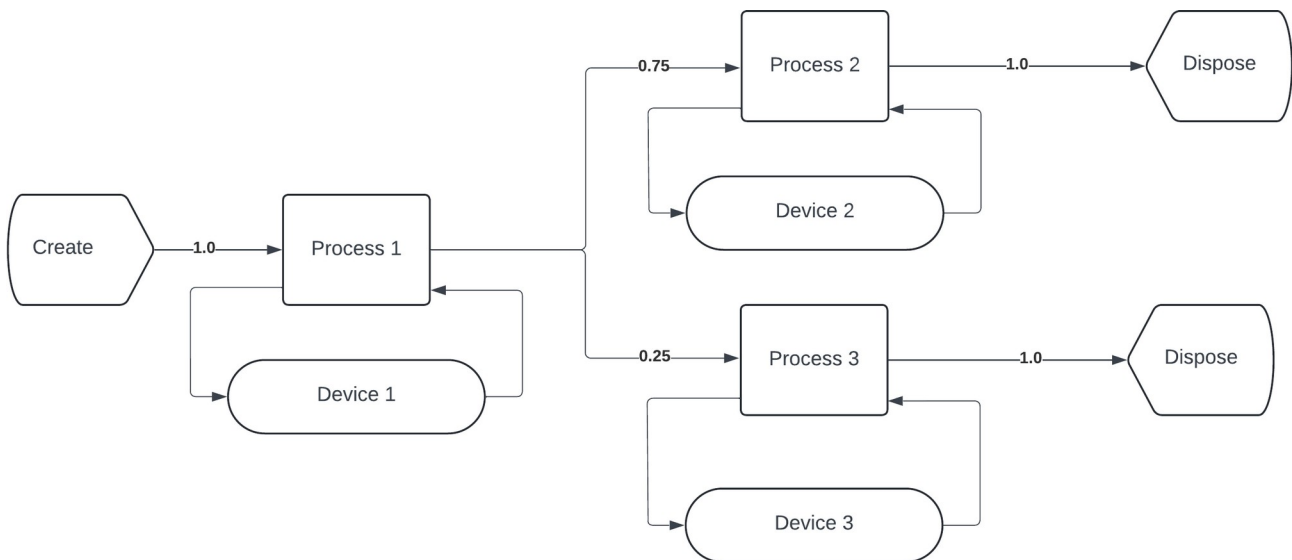 Process 2
0.75
1.0
Dispose
Device 2
Create
1.0
Process 1
Device 1
0.25
Process 3
1.0
Dispose
Device 3